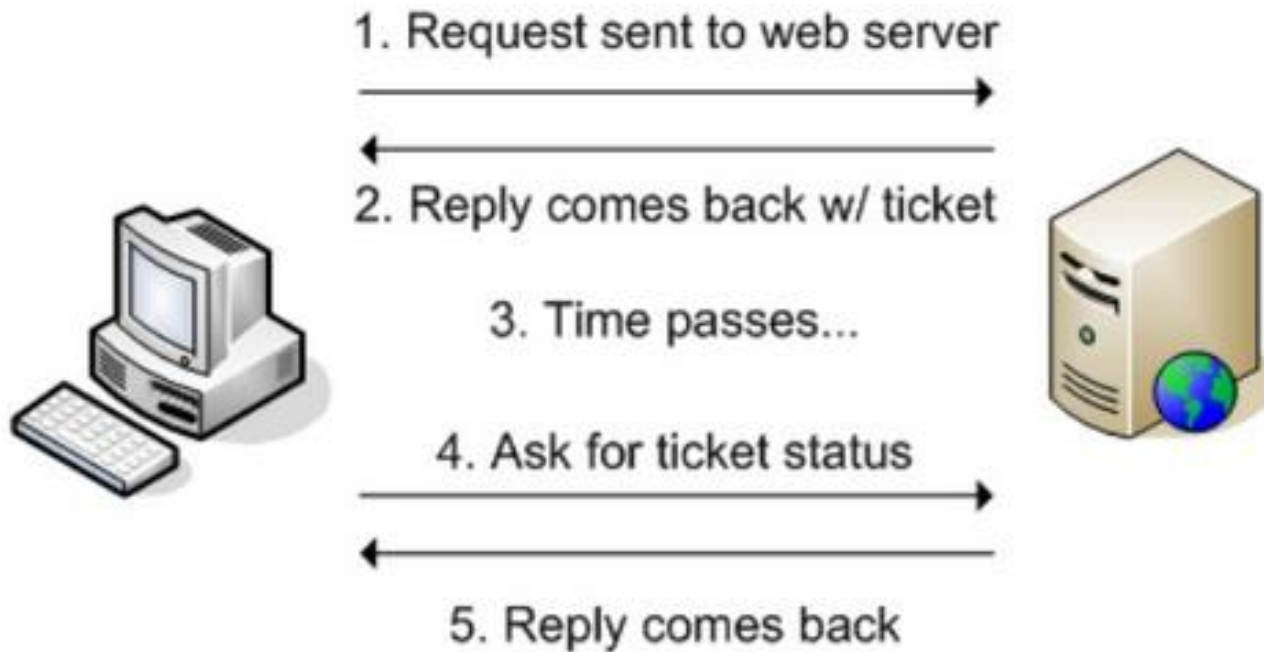 1. Request sent to web server
2. Reply comes back w/ ticket
3. Time passes...
4. Ask for ticket status
5. Reply comes back